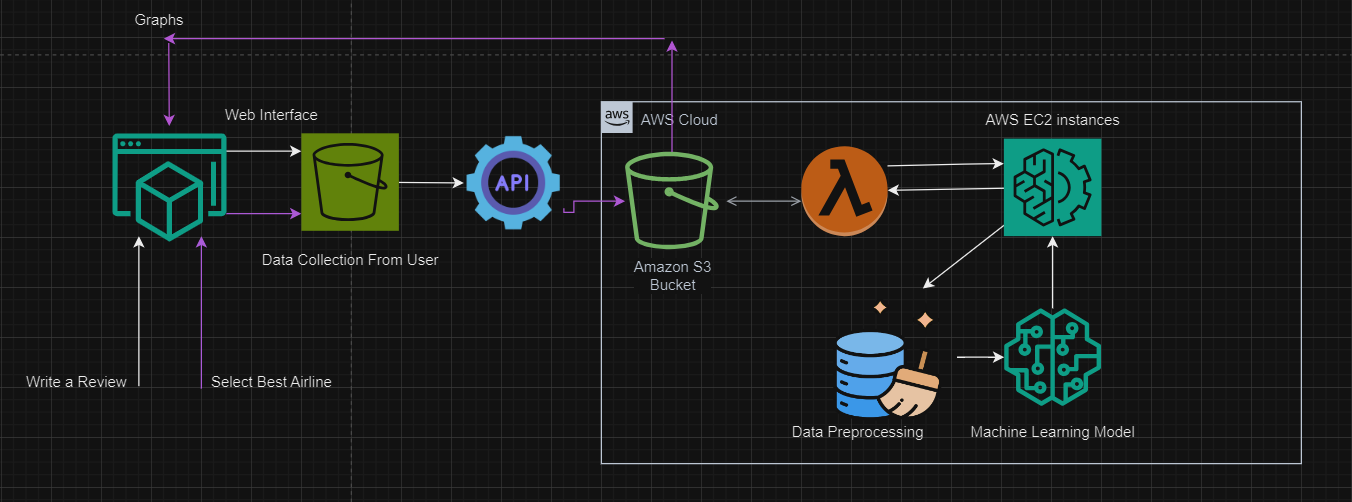 Graphs
Web Interface
aws
AWS Cloud
AWS EC2 instances
API
Data Collection From User
Amazon S3
Bucket
Write a Review
Select Best Airline
Data Preprocessing
Machine Learning Model